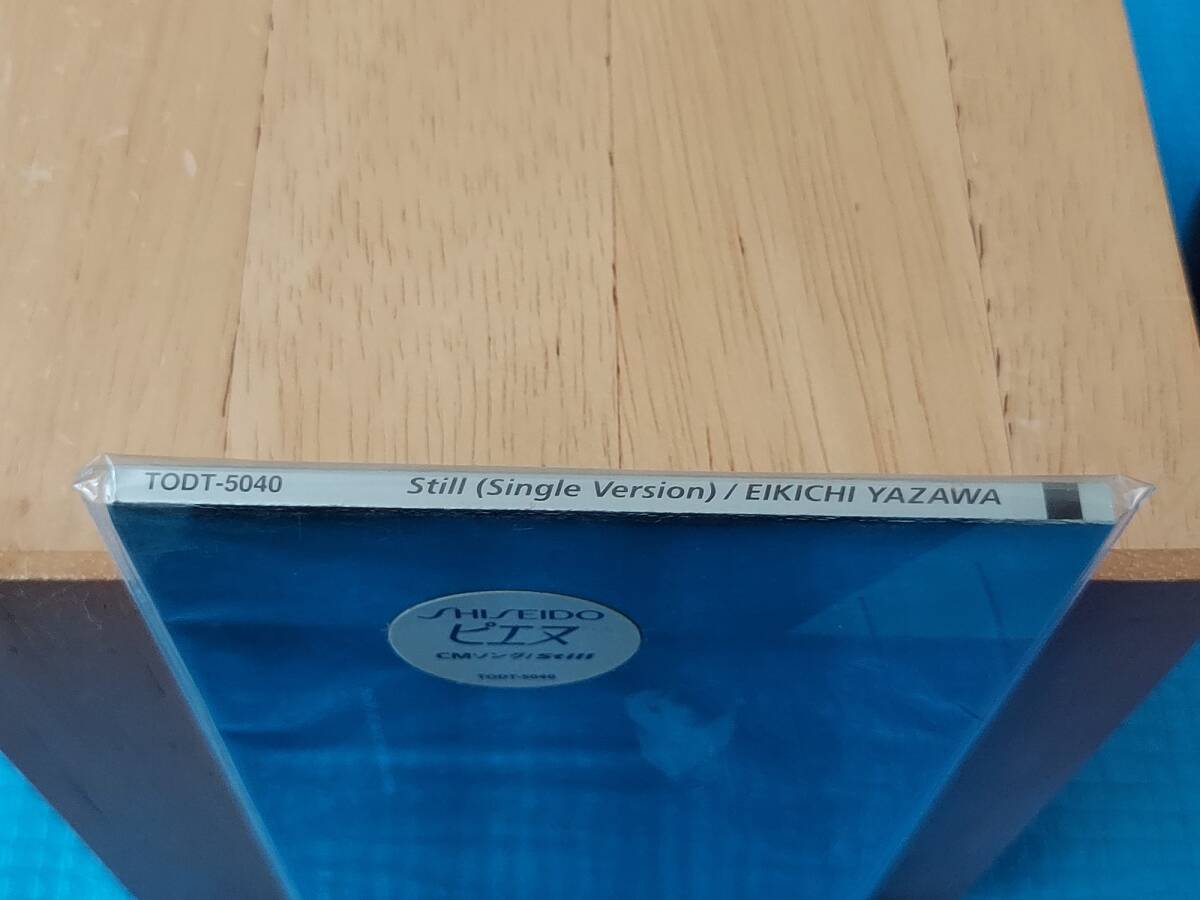 TODT-5040 Still (Single Version) / EIKICHI YAZAWA
SHISEIDO
ピエヌ
CMソング/Still
TODT-5040